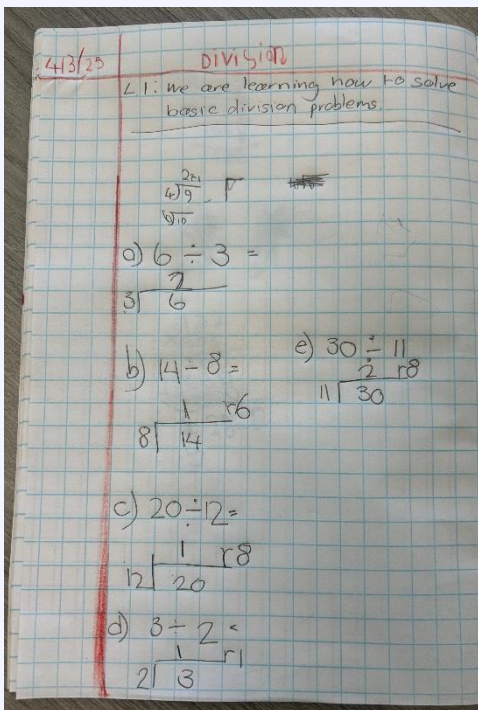 4/3/25
Division
L I: We are learning how to solve
basic division problems.
2r1
4)9
10
a) 6 ÷ 3 =
2
3) 6
b) 14 ÷ 8 =
1 r6
8) 14
c) 20 ÷ 12 =
1 r8
12) 20
d) 3 ÷ 2 =
1 r1
2) 3
e) 30 ÷ 11
2 r8
11) 30